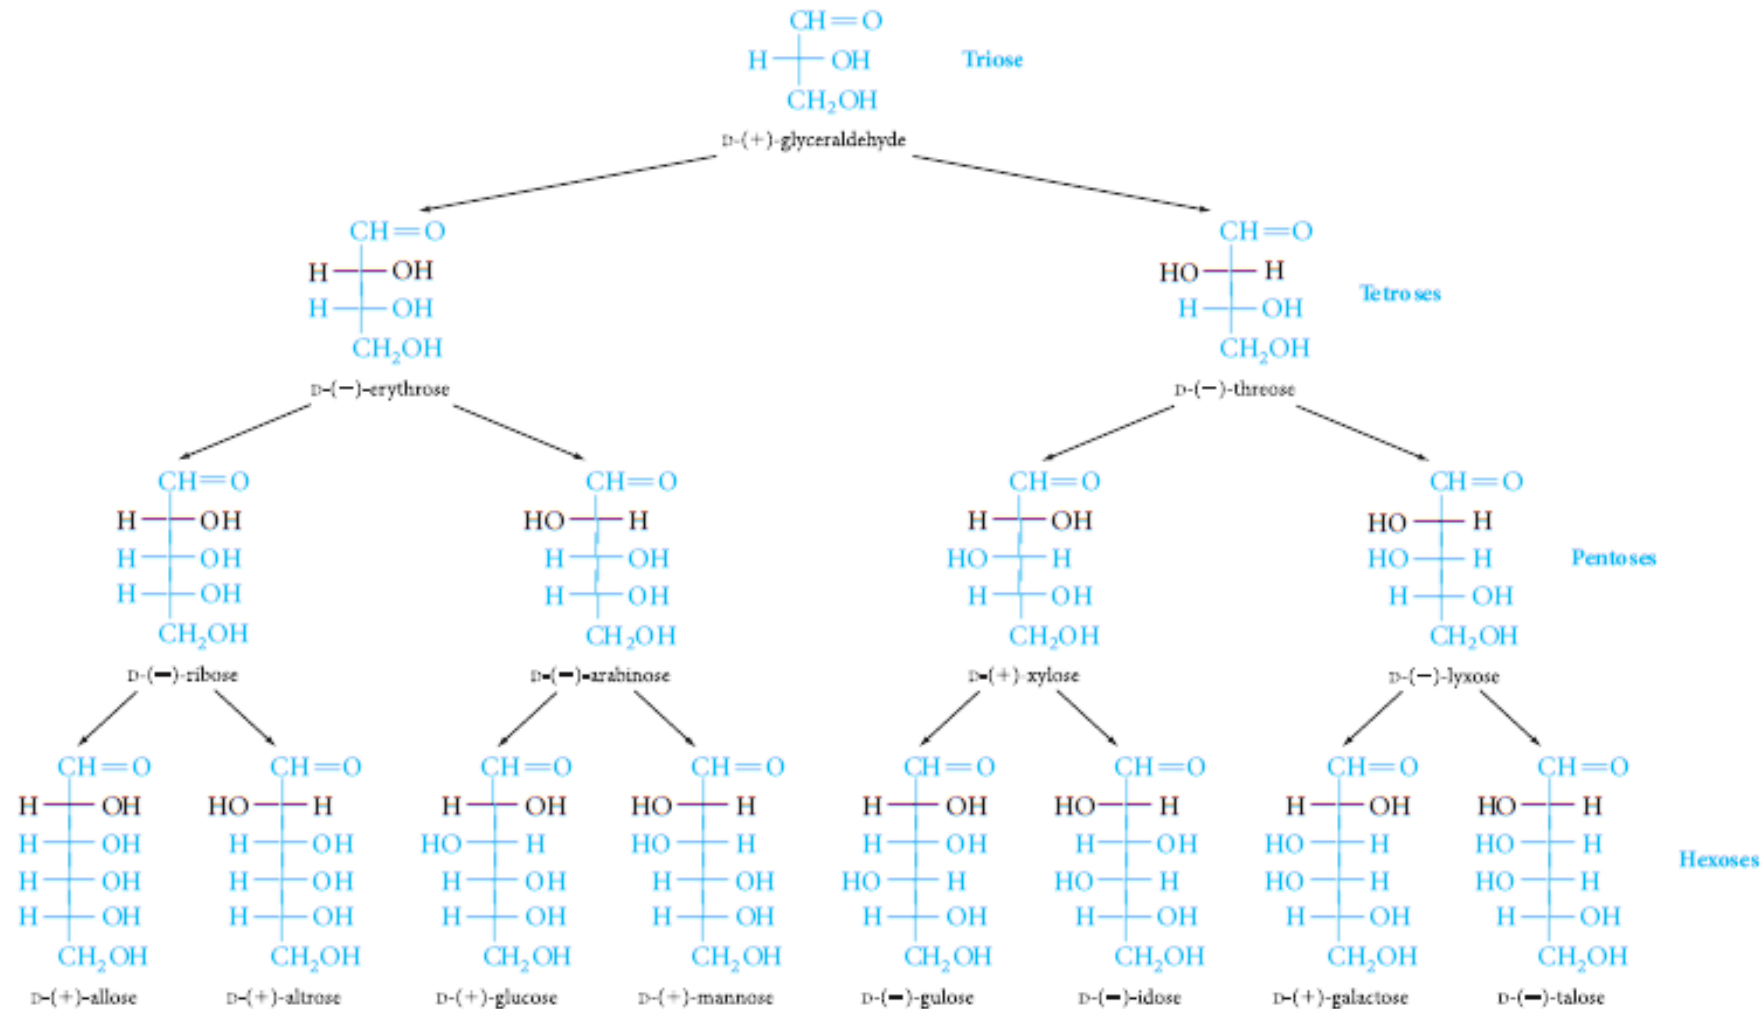 CH=O
H OH Triose
CH₂OH
D-(+)-glyceraldehyde
CH=O CH=O
H OH HO H
H OH H OH Tetroses
CH₂OH CH₂OH
D-(−)-erythrose D-(−)-threose
CH=O CH=O CH=O CH=O
H OH HO H H OH HO H
H OH H OH HO H HO H Pentoses
H OH H OH H OH H OH
CH₂OH CH₂OH CH₂OH CH₂OH
D-(−)-ribose D-(−)-arabinose D-(+)-xylose D-(−)-lyxose
CH=O CH=O CH=O CH=O CH=O CH=O CH=O CH=O
H OH HO H H OH HO H H OH HO H H OH HO H
H OH H OH HO H HO H H OH H OH HO H HO H Hexoses
H OH H OH H OH H OH HO H HO H HO H HO H
H OH H OH H OH H OH H OH H OH H OH H OH
CH₂OH CH₂OH CH₂OH CH₂OH CH₂OH CH₂OH CH₂OH CH₂OH
D-(+)-allose D-(+)-altrose D-(+)-glucose D-(+)-mannose D-(−)-gulose D-(−)-idose D-(+)-galactose D-(−)-talose